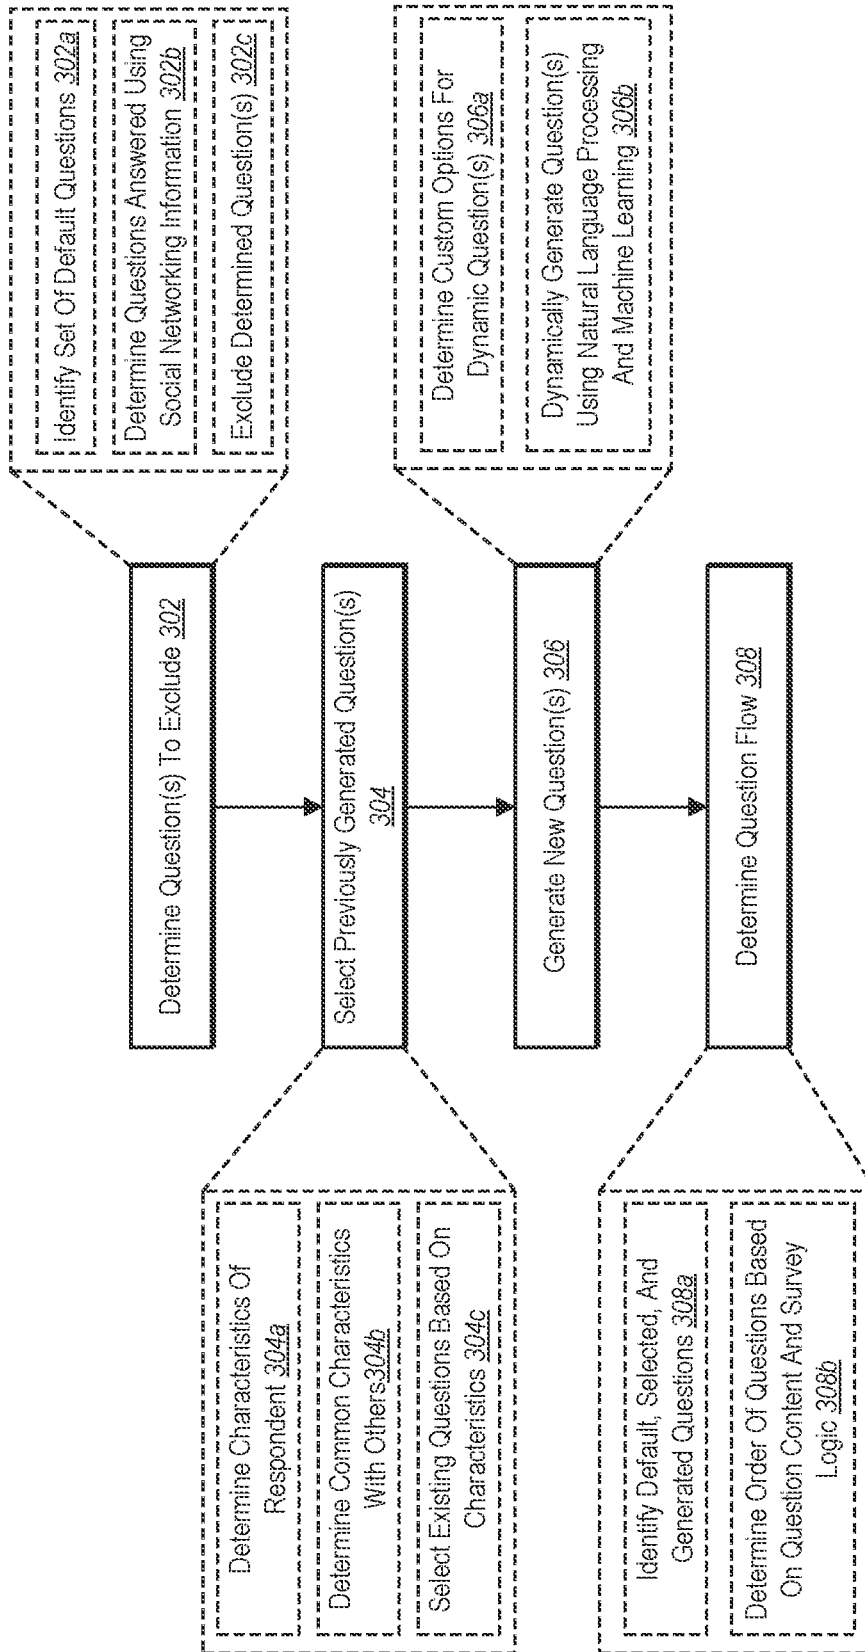 Determine Question(s) To Exclude 302
Identify Set Of Default Questions 302a
Determine Questions Answered Using
Social Networking Information 302b
Exclude Determined Question(s) 302c
Select Previously Generated Question(s)
304
Determine Characteristics Of
Respondent 304a
Determine Common Characteristics
With Others304b
Select Existing Questions Based On
Characteristics 304c
Generate New Question(s) 306
Determine Custom Options For
Dynamic Question(s) 306a
Dynamically Generate Question(s)
Using Natural Language Processing
And Machine Learning 306b
Determine Question Flow 308
Identify Default, Selected, And
Generated Questions 308a
Determine Order Of Questions Based
On Question Content And Survey
Logic 308b